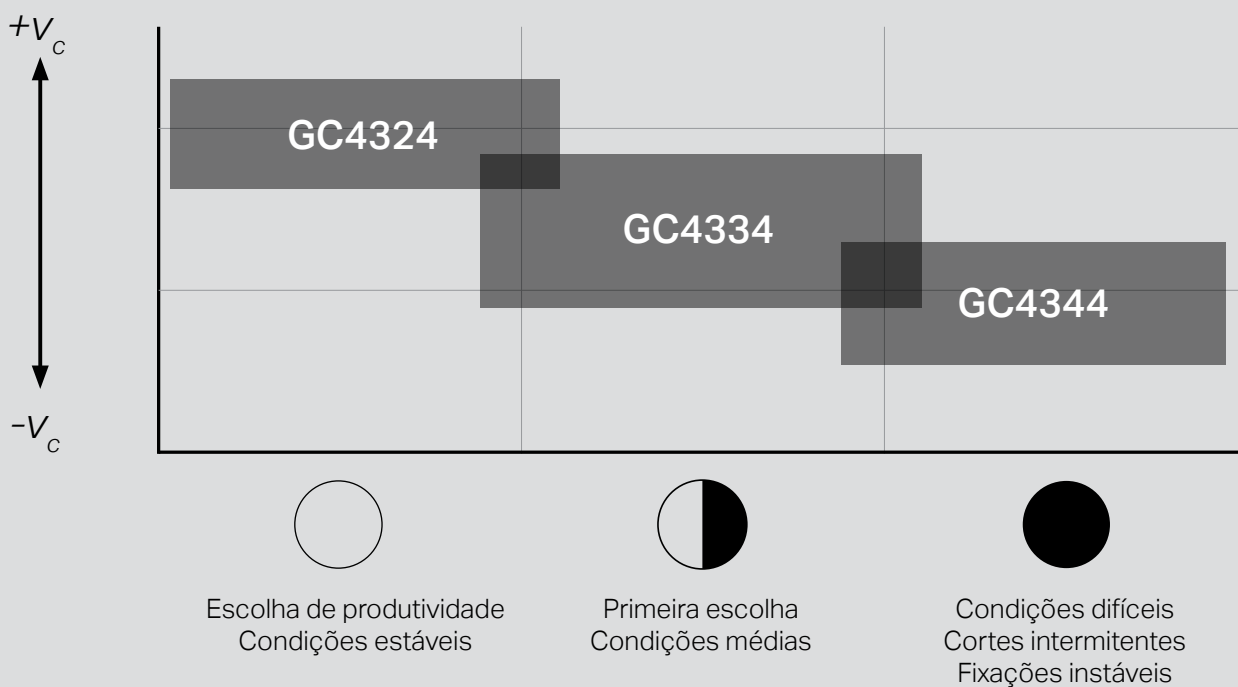 +Vc
GC4324
GC4334
GC4344
-Vc
Escolha de produtividade
Condições estáveis
Primeira escolha
Condições médias
Condições difíceis
Cortes intermitentes
Fixações instáveis